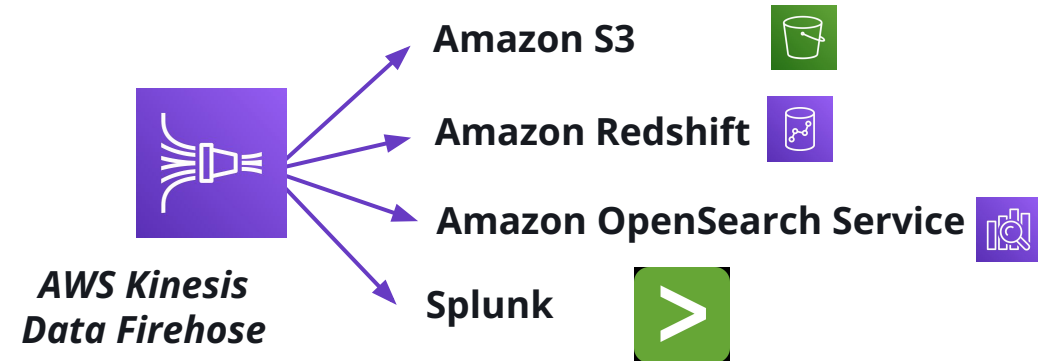 Amazon S3
Amazon Redshift
Amazon OpenSearch Service
AWS Kinesis
Data Firehose
Splunk